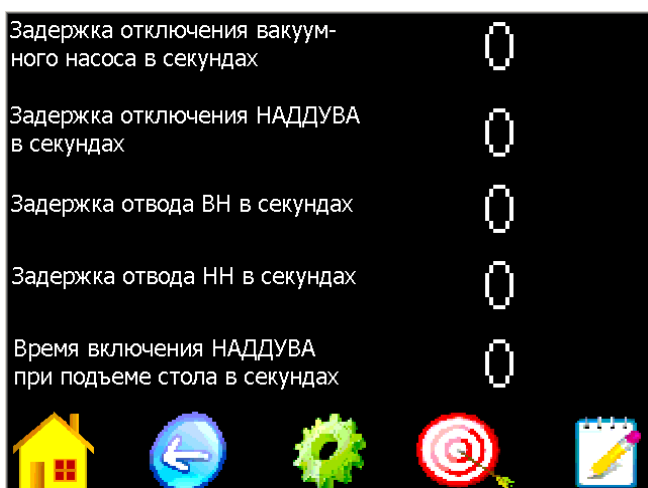 Задержка отключения вакуум-
ного насоса в секундах
0
Задержка отключения НАДДУВА
в секундах
0
Задержка отвода ВН в секундах
0
Задержка отвода НН в секундах
0
Время включения НАДДУВА
при подъеме стола в секундах
0